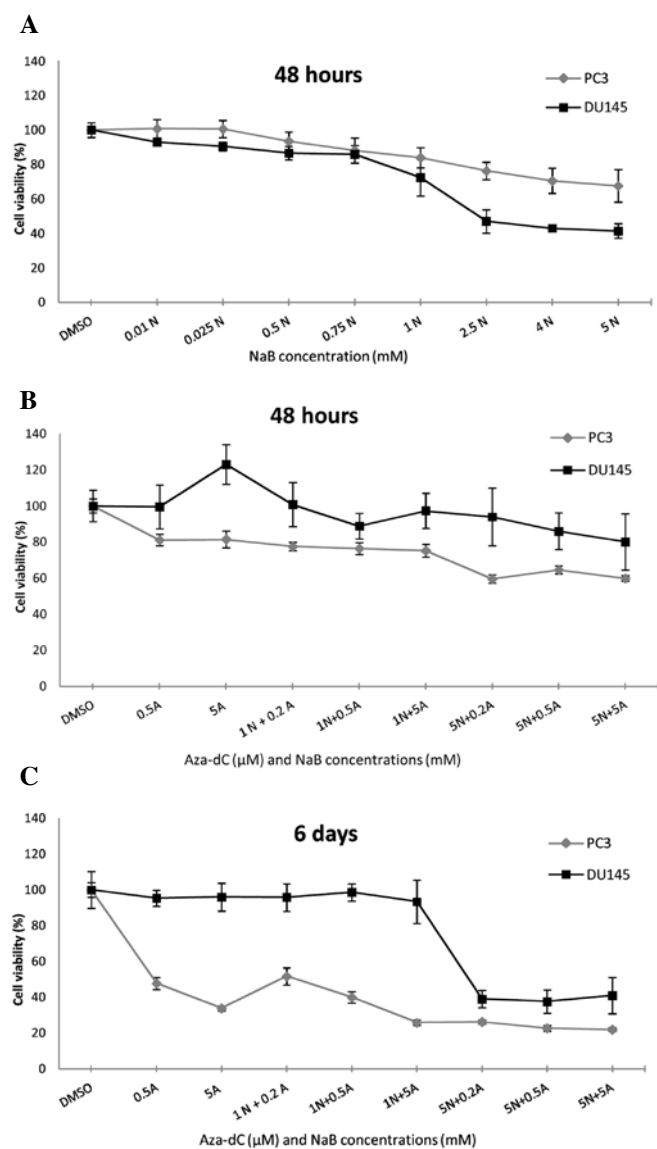 A
48 hours
PC3
DU145
140
120
100
80
60
40
20
0
Cell viability (%)
DMSO
0.01 N
0.025 N
0.5 N
0.75 N
1 N
2.5 N
4 N
5 N
NaB concentration (mM)
B
48 hours
PC3
DU145
140
120
100
80
60
40
20
0
Cell viability (%)
DMSO
0.5A
5A
1 N + 0.2 A
1N+0.5A
1N+5A
5N+0.2A
5N+0.5A
5N+5A
Aza-dC (μM) and NaB concentrations (mM)
C
6 days
PC3
DU145
140
120
100
80
60
40
20
0
Cell viability (%)
DMSO
0.5A
5A
1 N + 0.2 A
1N+0.5A
1N+5A
5N+0.2A
5N+0.5A
5N+5A
Aza-dC (μM) and NaB concentrations (mM)